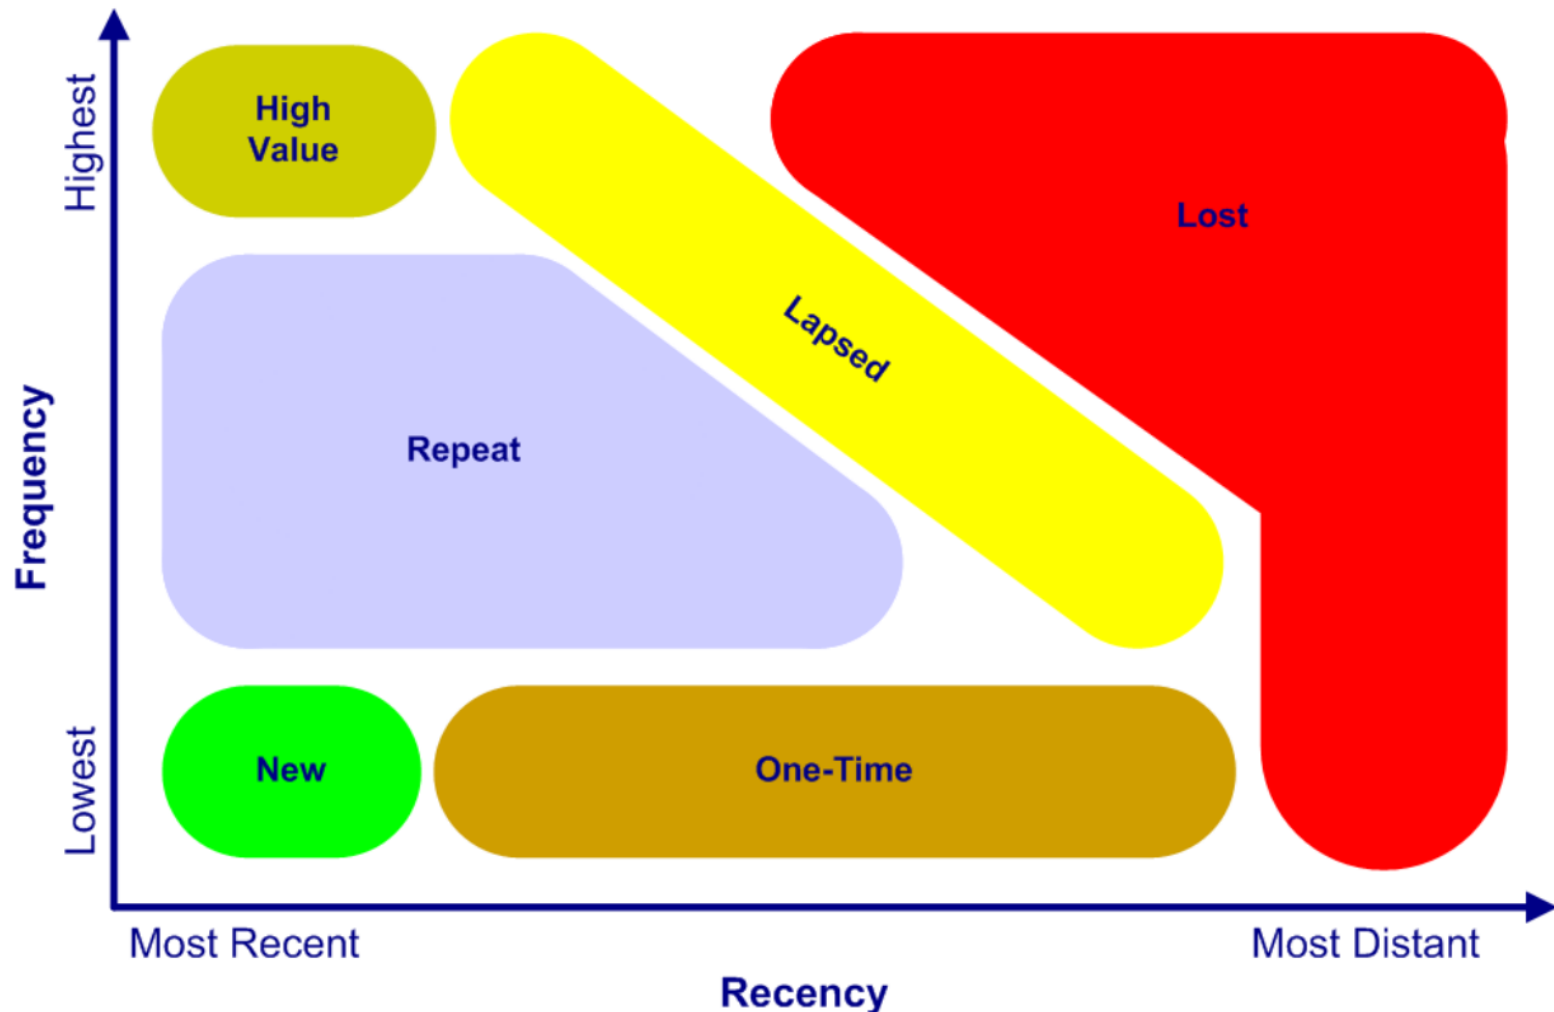 Highest
High
Value
Lost
Lapsed
Frequency
Repeat
Lowest
New
One-Time
Most Recent
Most Distant
Recency